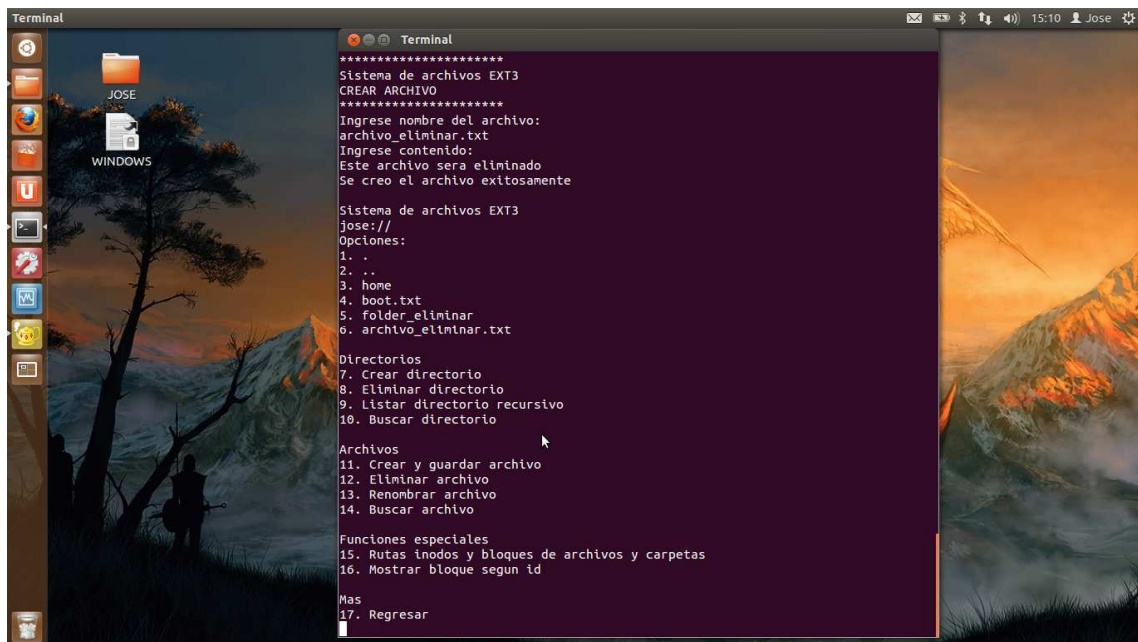 Terminal
15:10 Jose
JOSE
WINDOWS
Terminal
***********************
Sistema de archivos EXT3
CREAR ARCHIVO
***********************
Ingrese nombre del archivo:
archivo_eliminar.txt
Ingrese contenido:
Este archivo sera eliminado
Se creo el archivo exitosamente
Sistema de archivos EXT3
jose://
Opciones:
1. .
2. ..
3. home
4. boot.txt
5. folder_eliminar
6. archivo_eliminar.txt
Directorios
7. Crear directorio
8. Eliminar directorio
9. Listar directorio recursivo
10. Buscar directorio
Archivos
11. Crear y guardar archivo
12. Eliminar archivo
13. Renombrar archivo
14. Buscar archivo
Funciones especiales
15. Rutas inodos y bloques de archivos y carpetas
16. Mostrar bloque segun id
Mas
17. Regresar